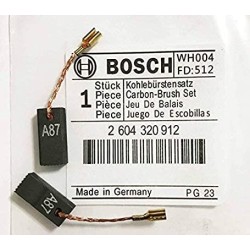 BOSCH
WH004
FD:512
1
Stück
Piece
Pièce
Pieza
Kohlebürstensatz
Carbon-Brush Set
Jeu De Balais
Juego De Escobillas
2 604 320 912
Made in Germany
PG 23
A87
A87